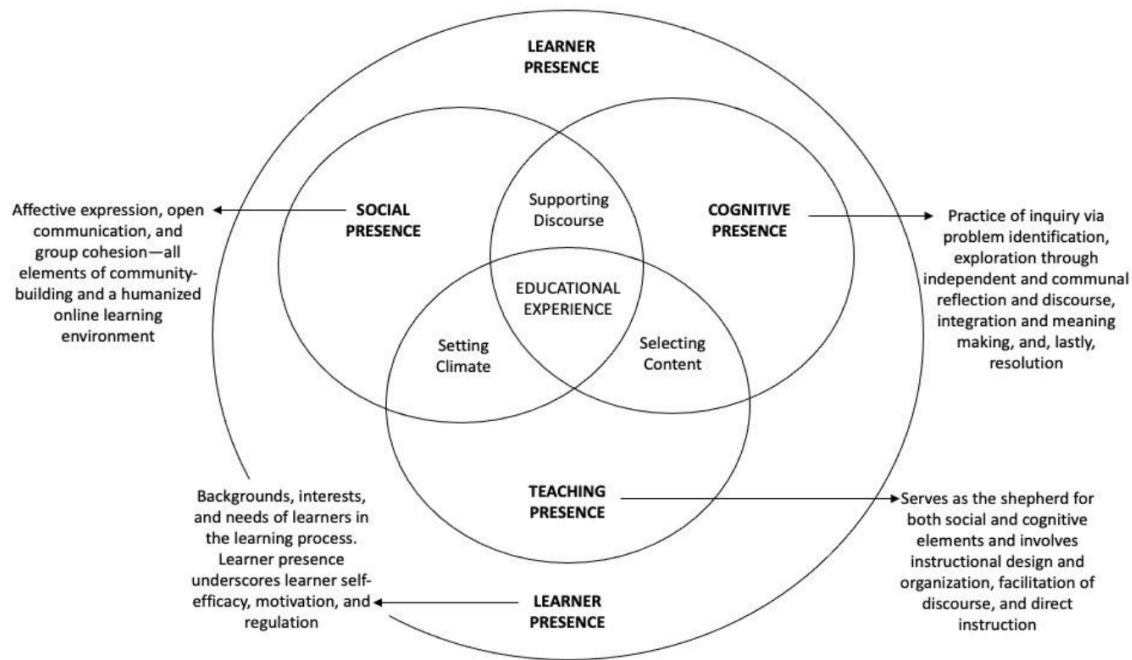 LEARNER
PRESENCE
Supporting
Discourse
SOCIAL
PRESENCE
COGNITIVE
PRESENCE
Affective expression, open
communication, and
group cohesion—all
elements of community-
building and a humanized
online learning
environment
Practice of inquiry via
problem identification,
exploration through
independent and communal
reflection and discourse,
integration and meaning
making, and, lastly,
resolution
EDUCATIONAL
EXPERIENCE
Setting
Climate
Selecting
Content
Backgrounds, interests,
and needs of learners in
the learning process.
Learner presence
underscores learner self-
efficacy, motivation, and
regulation
TEACHING
PRESENCE
Serves as the shepherd for
both social and cognitive
elements and involves
instructional design and
organization, facilitation of
discourse, and direct
instruction
LEARNER
PRESENCE